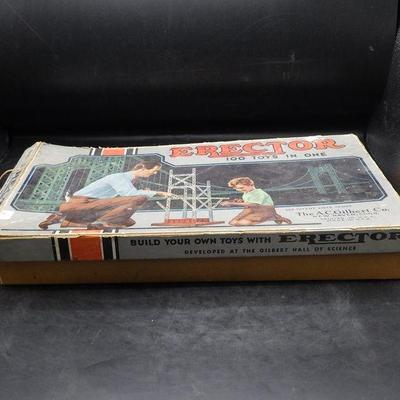 ERECTOR
100 TOYS IN ONE
The A.C. Gilbert Co.
BUILD YOUR OWN TOYS WITH ERECTOR
DEVELOPED AT THE GILBERT HALL OF SCIENCE